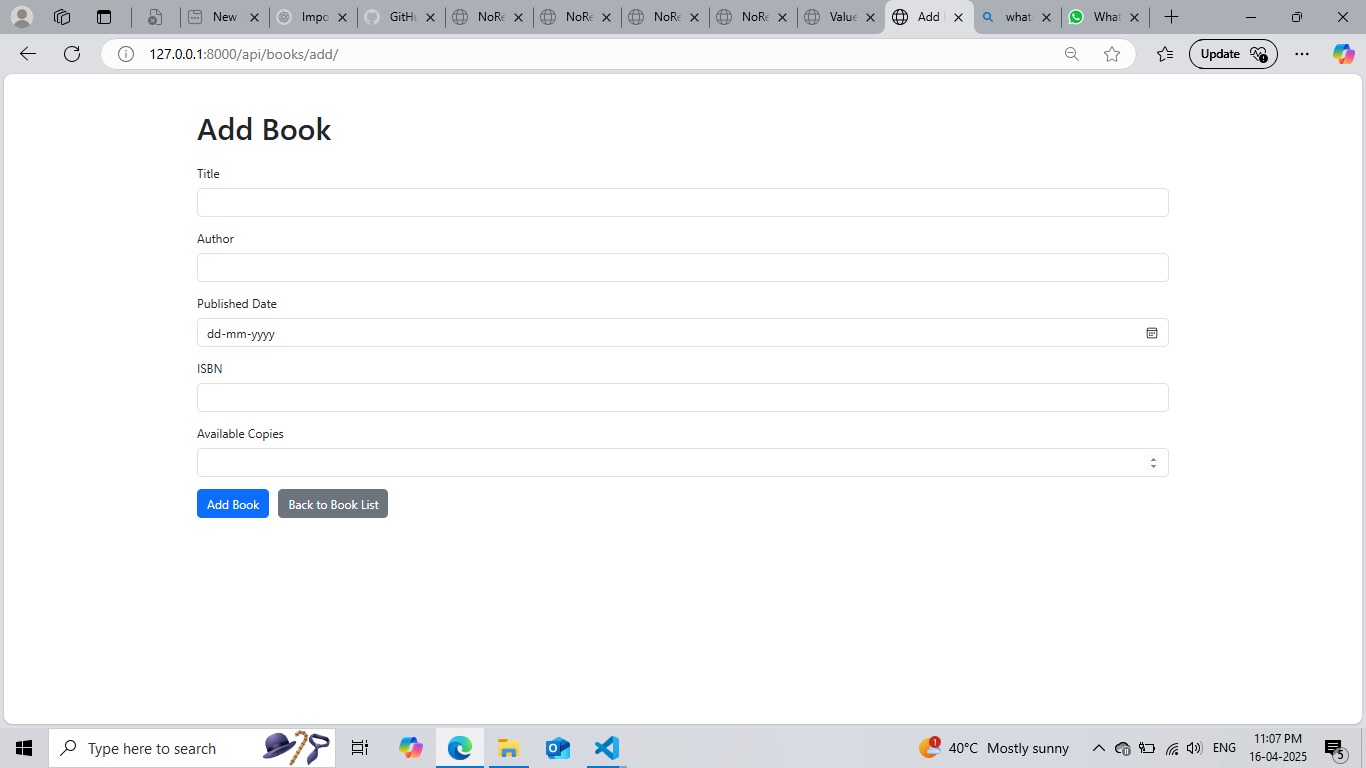 New
Impo
GitHu
NoRe
NoRe
NoRe
NoRe
Value
Add
what
What
127.0.0.1:8000/api/books/add/
Update
Add Book
Title
Author
Published Date
dd-mm-yyyy
ISBN
Available Copies
Add Book
Back to Book List
Type here to search
1
40°C Mostly sunny
ENG
11:07 PM
16-04-2025
5